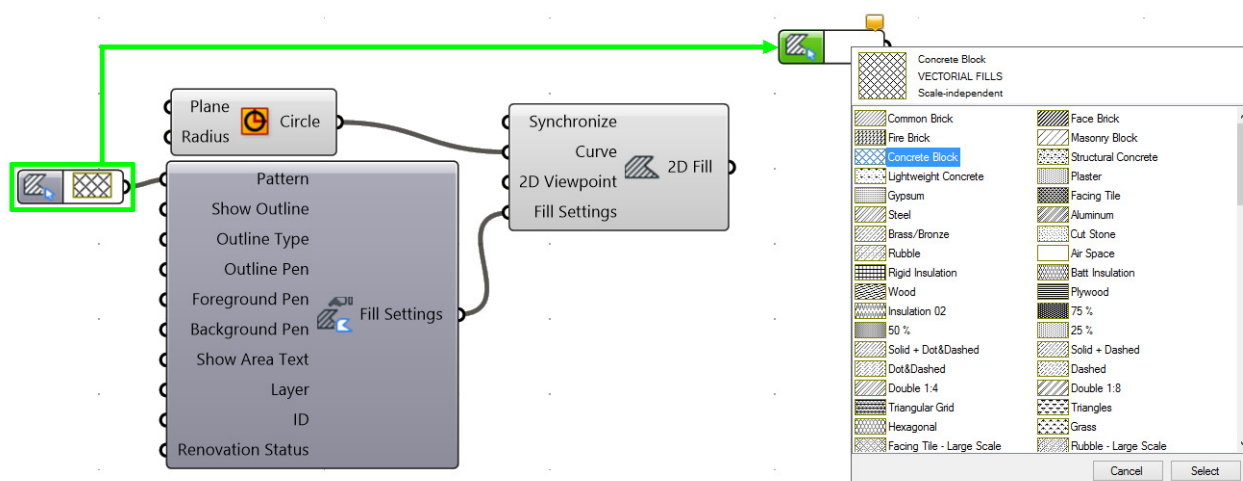 Plane
Radius
Circle
Pattern
Show Outline
Outline Type
Outline Pen
Foreground Pen
Background Pen
Show Area Text
Layer
ID
Renovation Status
Fill Settings
Synchronize
Curve
2D Viewpoint
Fill Settings
2D Fill
Concrete Block
VECTORIAL FILLS
Scale-independent
Common Brick Face Brick
Fire Brick Masonry Block
Concrete Block Structural Concrete
Lightweight Concrete Plaster
Gypsum Facing Tile
Steel Aluminum
Brass/Bronze Cut Stone
Rubble Air Space
Rigid Insulation Batt Insulation
Wood Plywood
Insulation 02 75 %
50 % 25 %
Solid + Dot&Dashed Solid + Dashed
Dot&Dashed Dashed
Double 1:4 Double 1:8
Triangular Grid Triangles
Hexagonal Grass
Facing Tile - Large Scale Rubble - Large Scale
Cancel Select